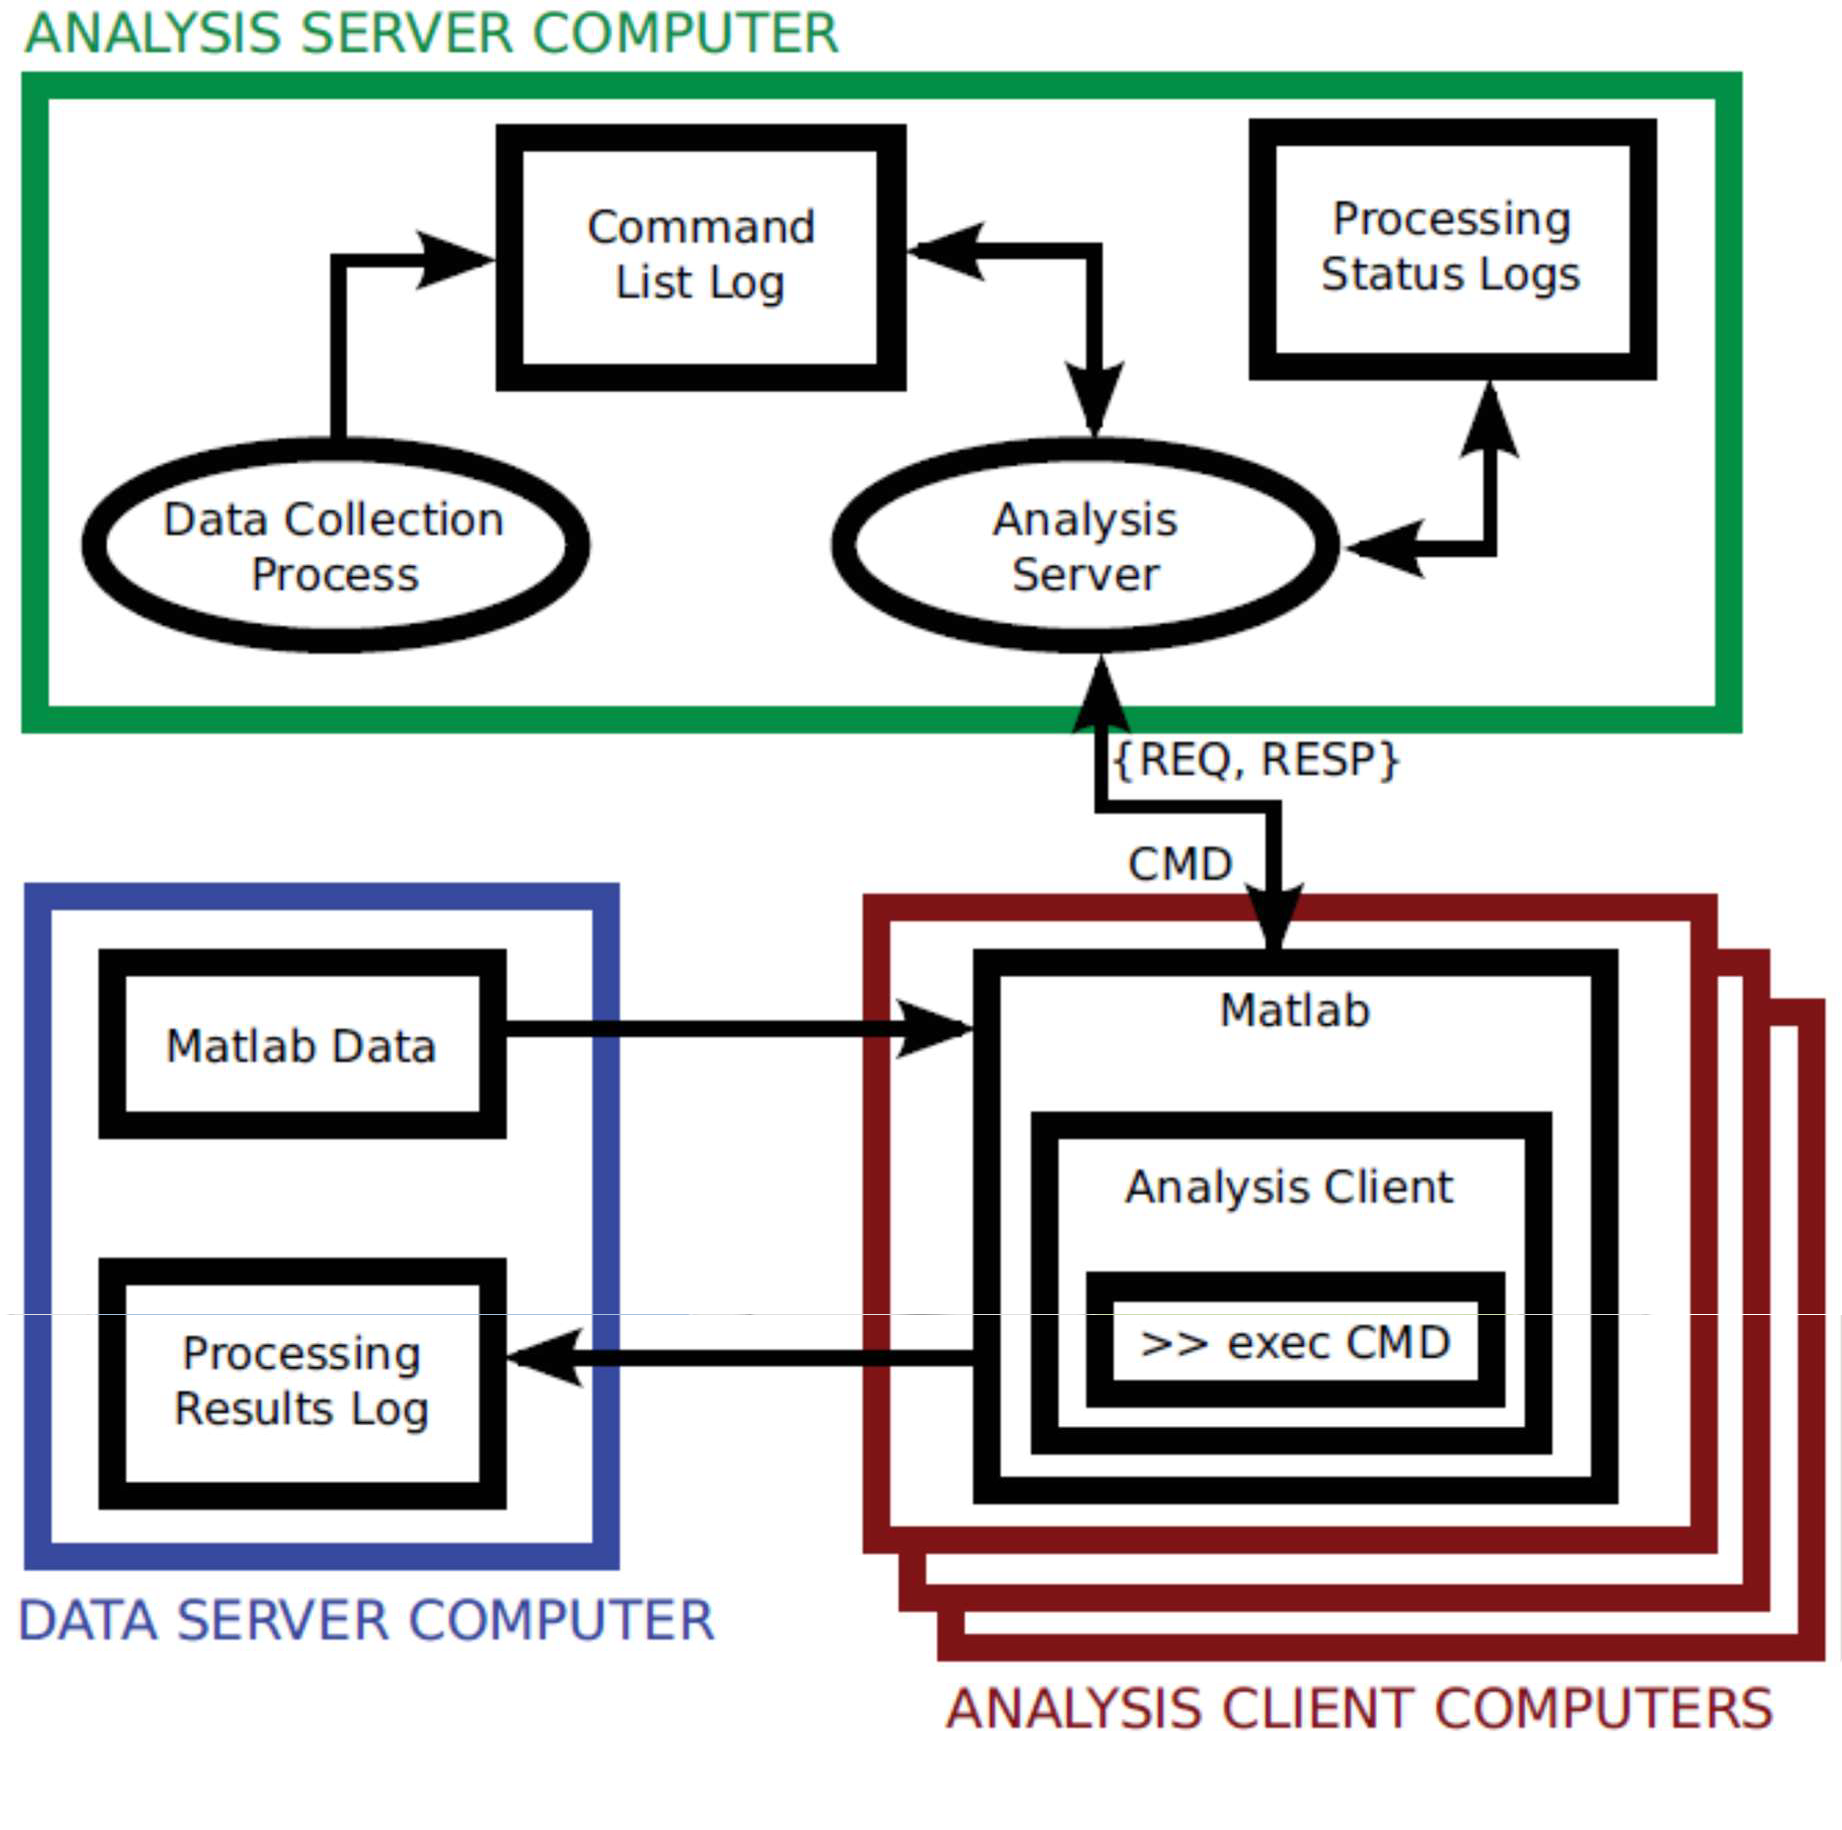 ANALYSIS SERVER COMPUTER
Command
List Log
Processing
Status Logs
Data Collection
Process
Analysis
Server
{REQ, RESP}
CMD
Matlab Data
Processing
Results Log
DATA SERVER COMPUTER
Matlab
Analysis Client
>> exec CMD
ANALYSIS CLIENT COMPUTERS